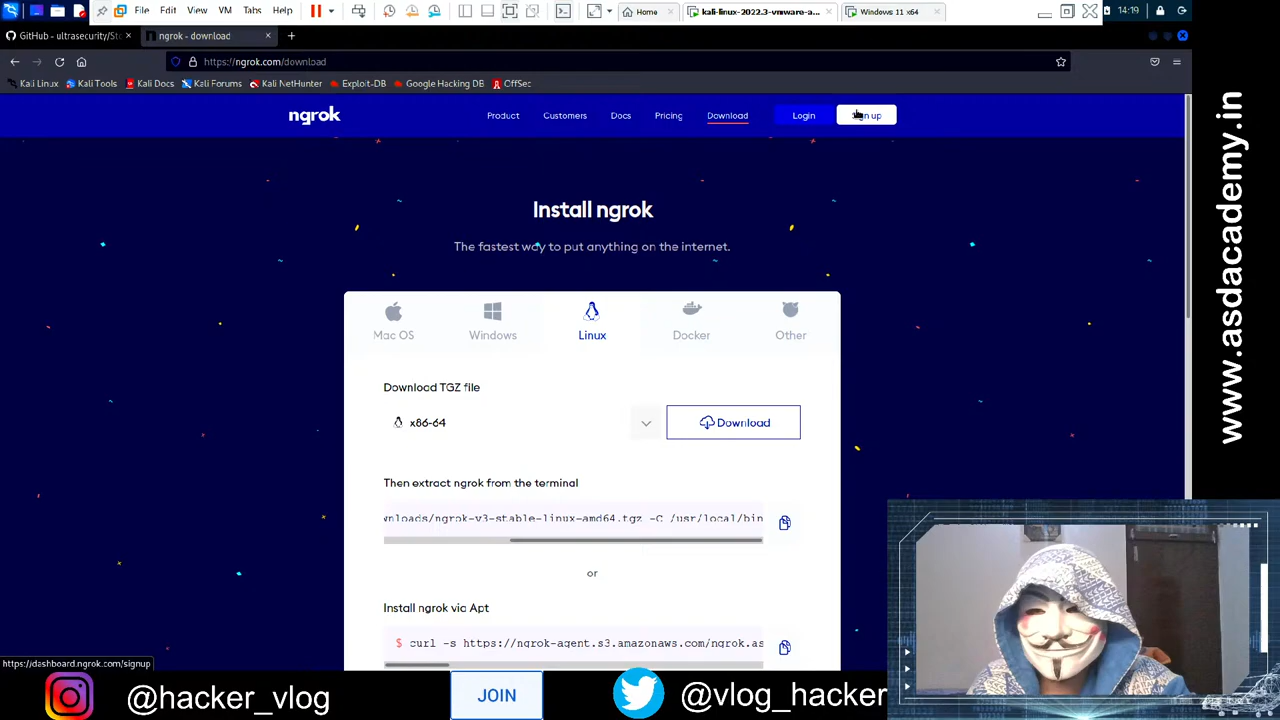 File Edit View VM Tabs Help
Home
kali-linux-2022.3-vmware-a...
Windows 11 x64
14:19
GitHub - ultrasecurity/Sto
ngrok - download
https://ngrok.com/download
Kali Linux
Kali Tools
Kali Docs
Kali Forums
Kali NetHunter
Exploit-DB
Google Hacking DB
OffSec
ngrok
Product
Customers
Docs
Pricing
Download
Login
Sign up
Install ngrok
The fastest way to put anything on the internet.
Mac OS
Windows
Linux
Docker
Other
Download TGZ file
x86-64
Download
Then extract ngrok from the terminal
nloads/ngrok-v3-stable-linux-amd64.tgz -C /usr/local/bin
or
Install ngrok via Apt
$ curl -s https://ngrok-agent.s3.amazonaws.com/ngrok.as
https://dashboard.ngrok.com/signup
@hacker_vlog
JOIN
@vlog_hacker
www.asdacademy.in